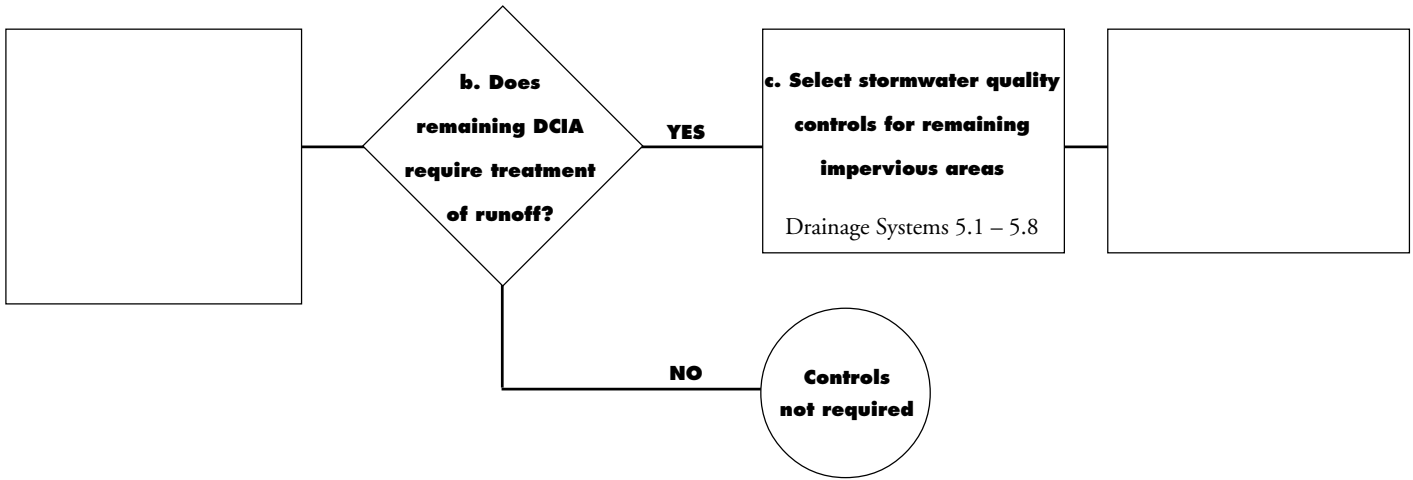 b. Does
remaining DCIA
require treatment
of runoff?
YES
c. Select stormwater quality
controls for remaining
impervious areas
Drainage Systems 5.1 – 5.8
NO
Controls
not required